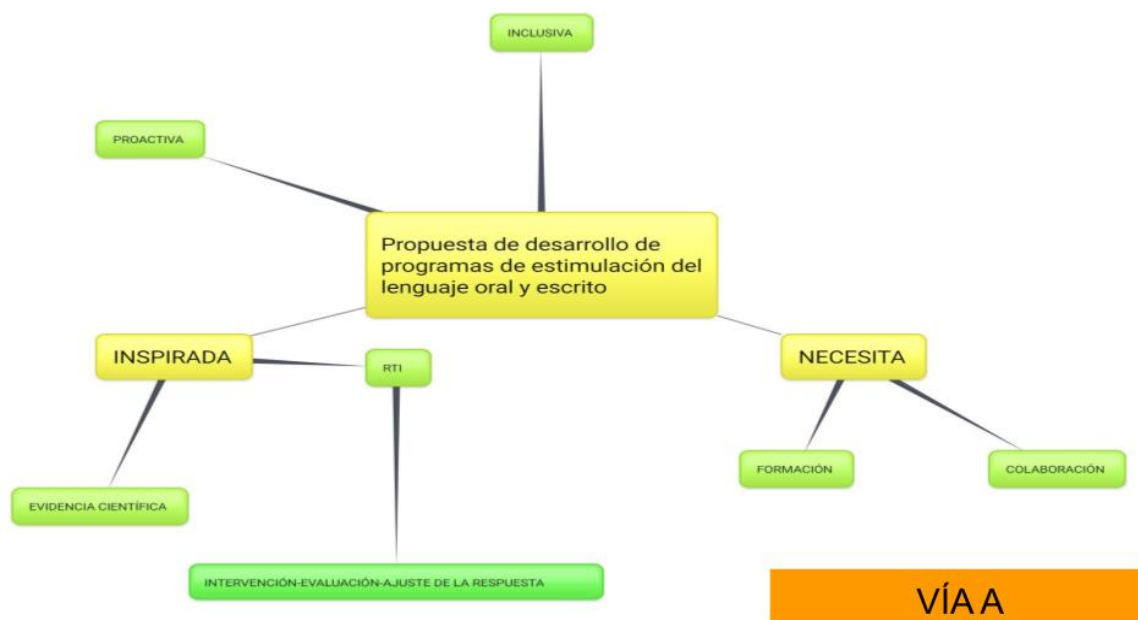 INCLUSIVA
PROACTIVA
Propuesta de desarrollo de
programas de estimulación del
lenguaje oral y escrito
INSPIRADA
RTI
NECESITA
FORMACIÓN
COLABORACIÓN
EVIDENCIA CIENTÍFICA
INTERVENCIÓN-EVALUACIÓN-AJUSTE DE LA RESPUESTA
VÍA A